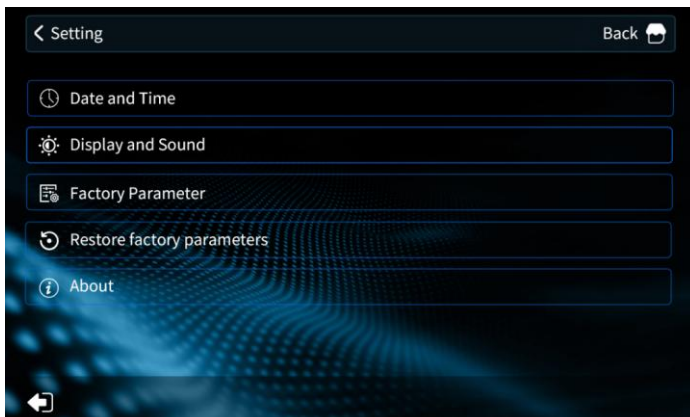 Setting
Back
Date and Time
Display and Sound
Factory Parameter
Restore factory parameters
About